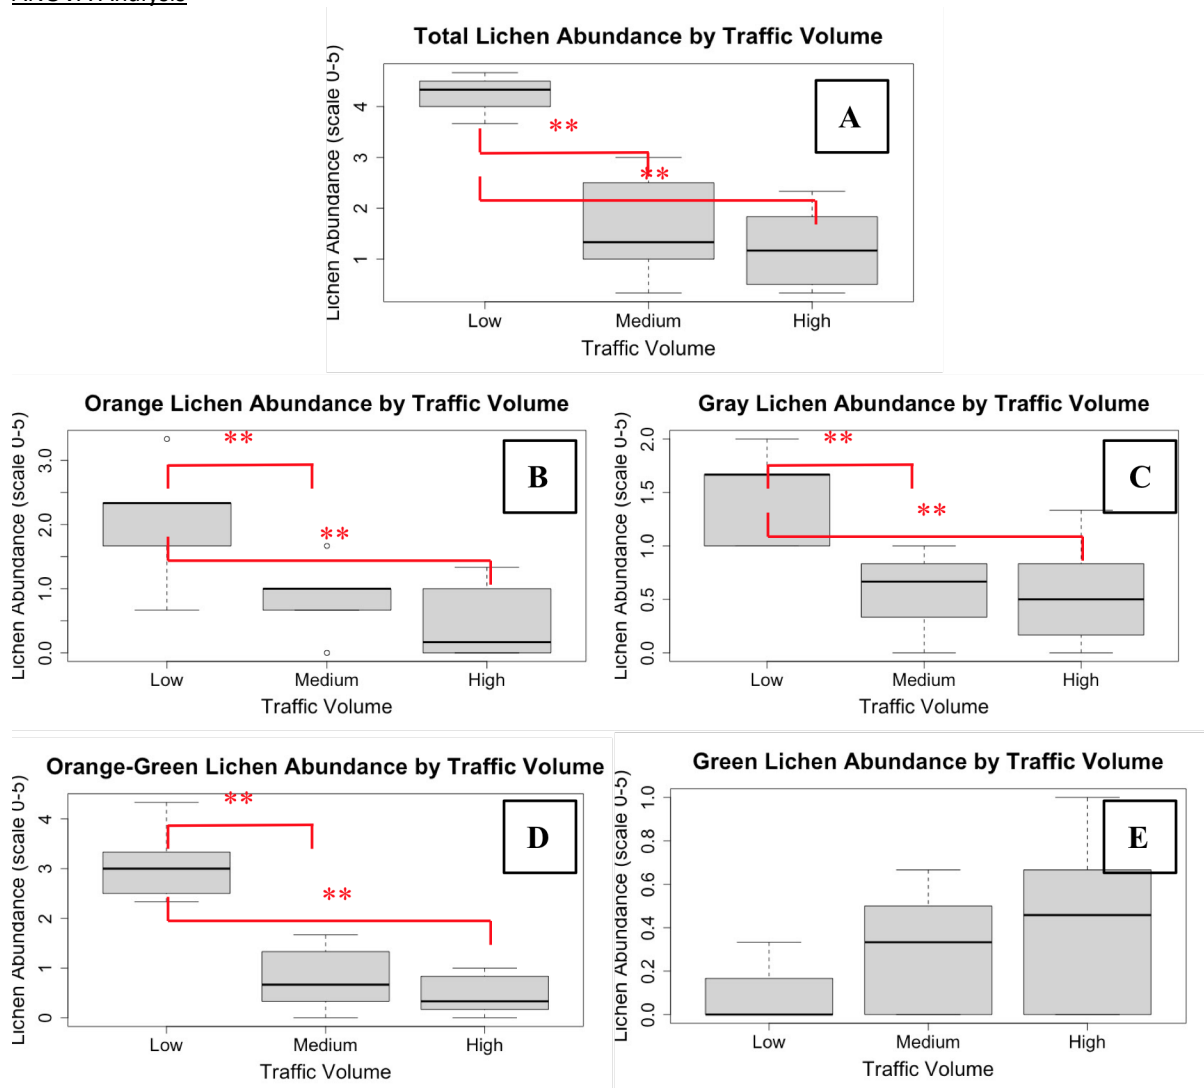 ANOVA Analysis
Total Lichen Abundance by Traffic Volume
Lichen Abundance (scale 0-5)
4
3
2
1
**
**
A
Low Medium High
Traffic Volume
Orange Lichen Abundance by Traffic Volume
Lichen Abundance (scale 0-5)
3.0
2.0
1.0
0.0
**
**
B
Low Medium High
Traffic Volume
Gray Lichen Abundance by Traffic Volume
Lichen Abundance (scale 0-5)
2.0
1.5
1.0
0.5
0.0
**
**
C
Low Medium High
Traffic Volume
Orange-Green Lichen Abundance by Traffic Volume
Lichen Abundance (scale 0-5)
4
3
2
1
0
**
**
D
Low Medium High
Traffic Volume
Green Lichen Abundance by Traffic Volume
Lichen Abundance (scale 0-5)
1.0
0.8
0.6
0.4
0.2
0.0
E
Low Medium High
Traffic Volume